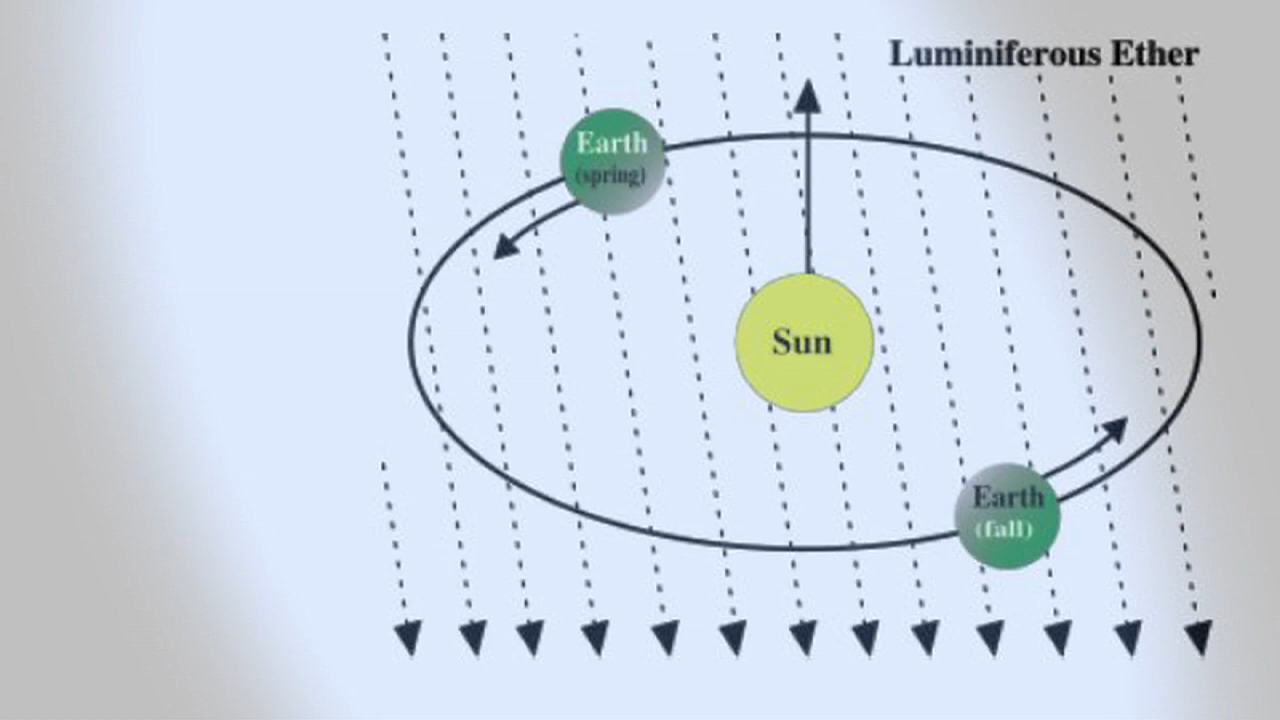 Luminiferous Ether
Earth
(spring)
Sun
Earth
(fall)